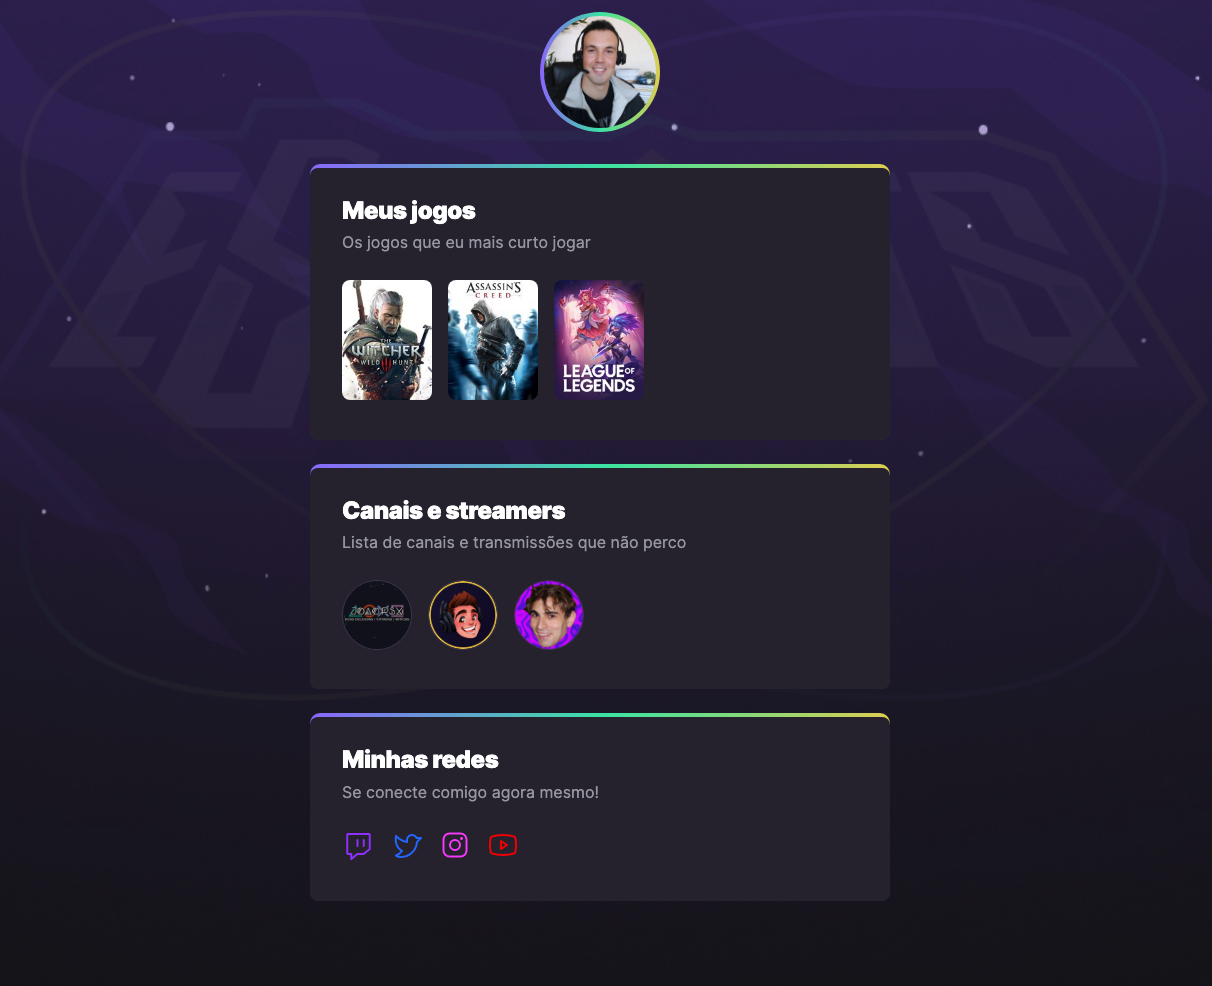 Meus jogos
Os jogos que eu mais curto jogar
THE
WITCHER
WILD HUNT
ASSASSIN'S
CREED
LEAGUE OF
LEGENDS
Canais e streamers
Lista de canais e transmissões que não perco
Minhas redes
Se conecte comigo agora mesmo!